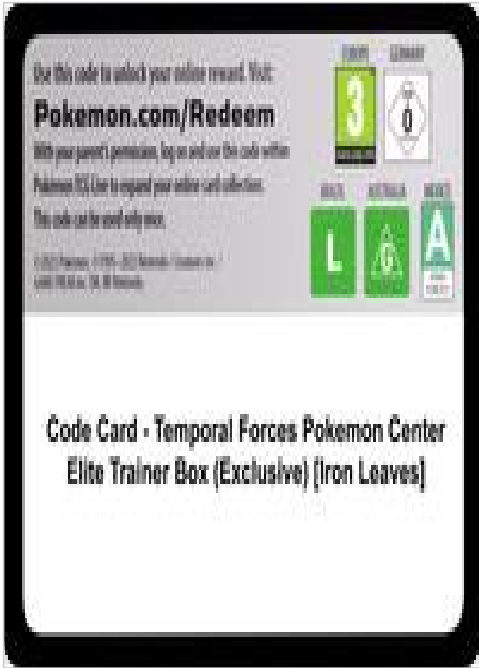 Use this code to unlock your online reward. Visit:
Pokemon.com/Redeem
With your parent's permission, log on and use this code within
Pokémon TCG Live to expand your online card collection.
This code can be used only once.
EUROPE GERMANY
3
0
BRAZIL AUSTRALIA MEXICO
L
G
A
Code Card - Temporal Forces Pokemon Center
Elite Trainer Box (Exclusive) [Iron Leaves]